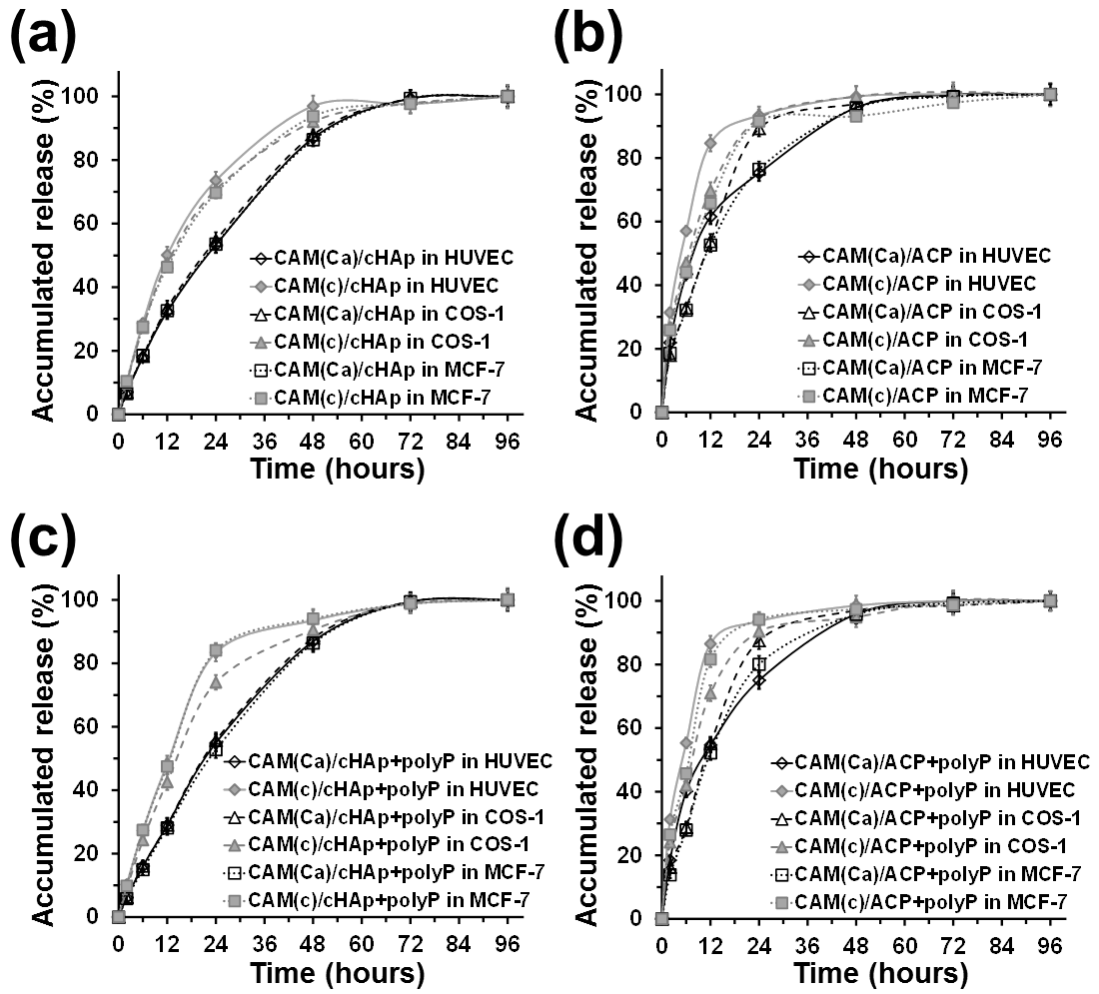 (a)
Accumulated release (%)
100
80
60
40
20
0
CAM(Ca)/cHAp in HUVEC
CAM(c)/cHAp in HUVEC
CAM(Ca)/cHAp in COS-1
CAM(c)/cHAp in COS-1
CAM(Ca)/cHAp in MCF-7
CAM(c)/cHAp in MCF-7
0 12 24 36 48 60 72 84 96
Time (hours)
(b)
Accumulated release (%)
100
80
60
40
20
0
CAM(Ca)/ACP in HUVEC
CAM(c)/ACP in HUVEC
CAM(Ca)/ACP in COS-1
CAM(c)/ACP in COS-1
CAM(Ca)/ACP in MCF-7
CAM(c)/ACP in MCF-7
0 12 24 36 48 60 72 84 96
Time (hours)
(c)
Accumulated release (%)
100
80
60
40
20
0
CAM(Ca)/cHAp+polyP in HUVEC
CAM(c)/cHAp+polyP in HUVEC
CAM(Ca)/cHAp+polyP in COS-1
CAM(c)/cHAp+polyP in COS-1
CAM(Ca)/cHAp+polyP in MCF-7
CAM(c)/cHAp+polyP in MCF-7
0 12 24 36 48 60 72 84 96
Time (hours)
(d)
Accumulated release (%)
100
80
60
40
20
0
CAM(Ca)/ACP+polyP in HUVEC
CAM(c)/ACP+polyP in HUVEC
CAM(Ca)/ACP+polyP in COS-1
CAM(c)/ACP+polyP in COS-1
CAM(Ca)/ACP+polyP in MCF-7
CAM(c)/ACP+polyP in MCF-7
0 12 24 36 48 60 72 84 96
Time (hours)